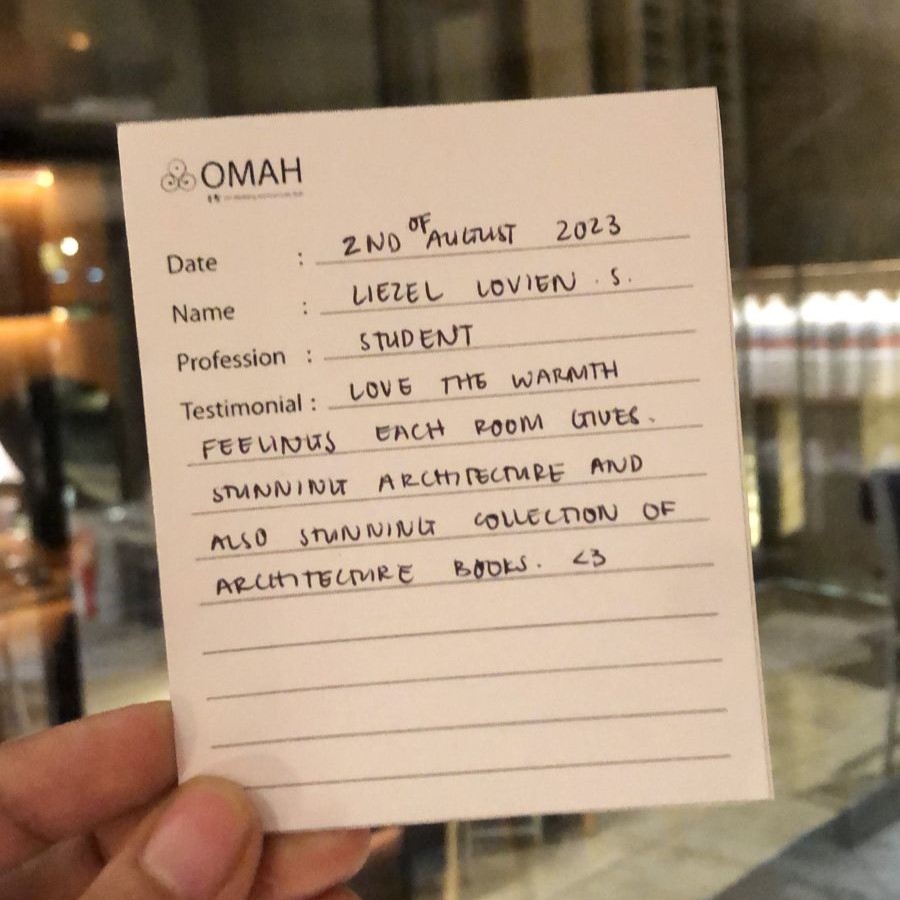 OMAH
Date : 2ND OF AUGUST 2023
Name : LIEZEL LOVIEN . S.
Profession : STUDENT
Testimonial : LOVE THE WARMTH
FEELINGS EACH ROOM GIVES.
STUNNING ARCHITECTURE AND
ALSO STUNNING COLLECTION OF
ARCHITECTURE BOOKS. <3